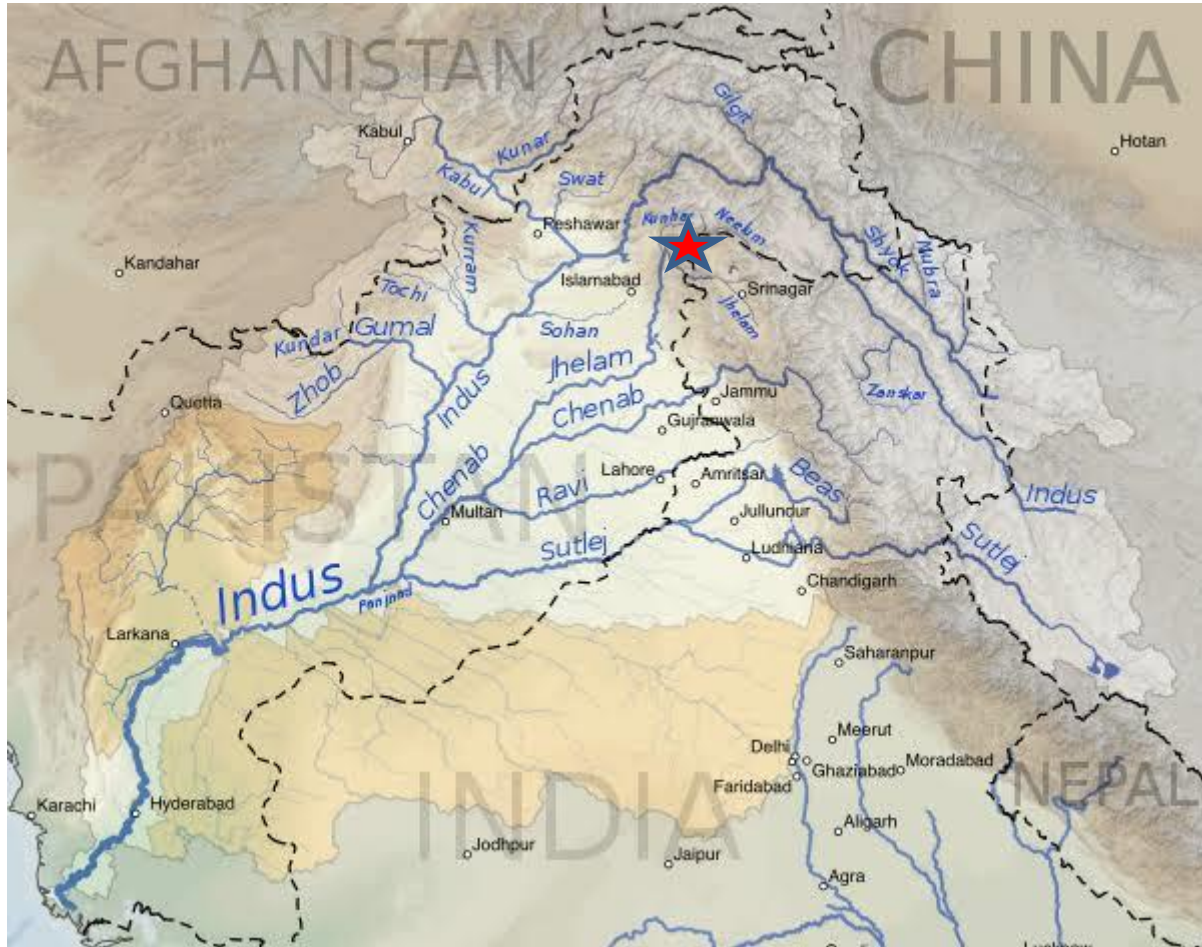 AFGHANISTAN
CHINA
Gilgit
Kabul
Hotan
Kunar
Kabul
Swat
Peshawar
Kunhar
Neelum
Shyok
Nubra
Kurram
Kandahar
Islamabad
Srinagar
Tochi
Jhelam
Gumal
Sohan
Kundar
Jhelam
Zhob
Indus
Zanskar
Jammu
Quetta
Chenab
Gujranwala
PAKISTAN
Lahore
Amritsar
Beas
Chenab
Ravi
Indus
Multan
Jullundur
Sutlej
Ludhiana
Sutlej
Indus
Panjnad
Chandigarh
Larkana
Saharanpur
Meerut
Delhi
Ghaziabad
Moradabad
Faridabad
NEPAL
Karachi
Hyderabad
INDIA
Aligarh
Jodhpur
Jaipur
Agra
Lucknow